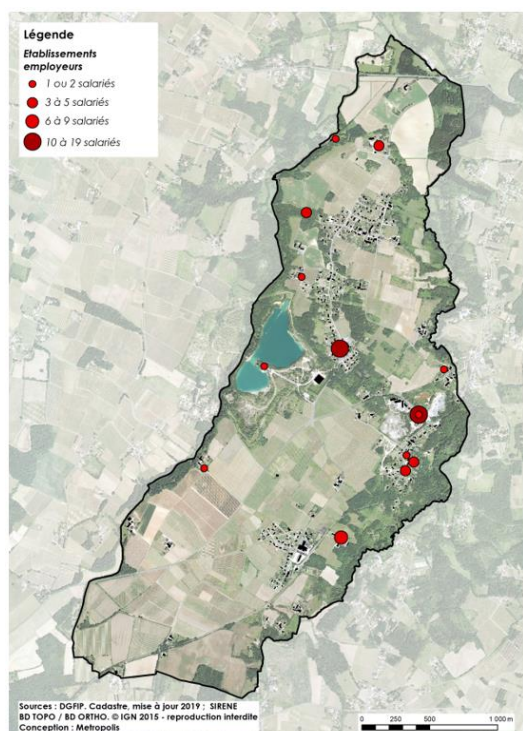 Légende
Etablissements
employeurs
1 ou 2 salariés
3 à 5 salariés
6 à 9 salariés
10 à 19 salariés
Sources : DGFIP. Cadastre, mise à jour 2019 ; SIRENE
BD TOPO / BD ORTHO. © IGN 2015 - reproduction interdite
Conception : Metropolis
0 500 1 000 m